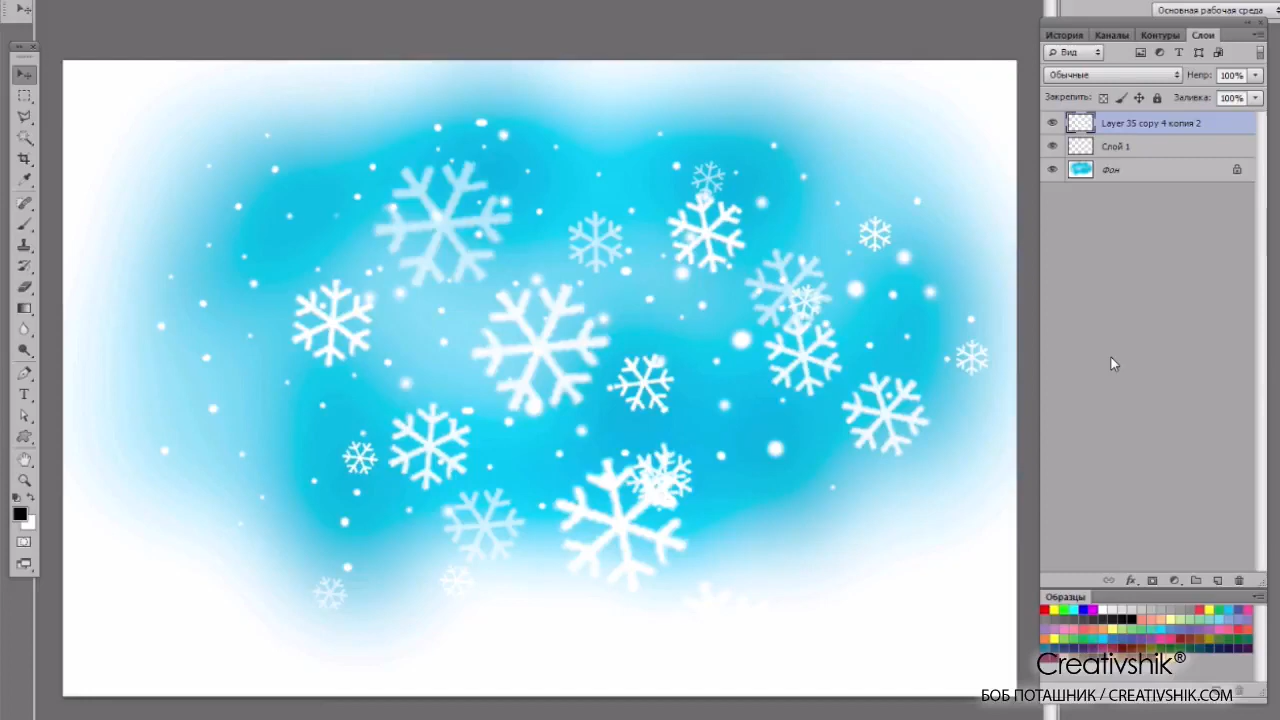 Основная рабочая среда
История Каналы Контуры Слои
Вид
Обычные Непр: 100%
Закрепить: Заливка: 100%
Layer 35 copy 4 копия 2
Слой 1
Фон
Образцы
Creativshik®
БОБ ПОТАШНИК / CREATIVSHIK.COM